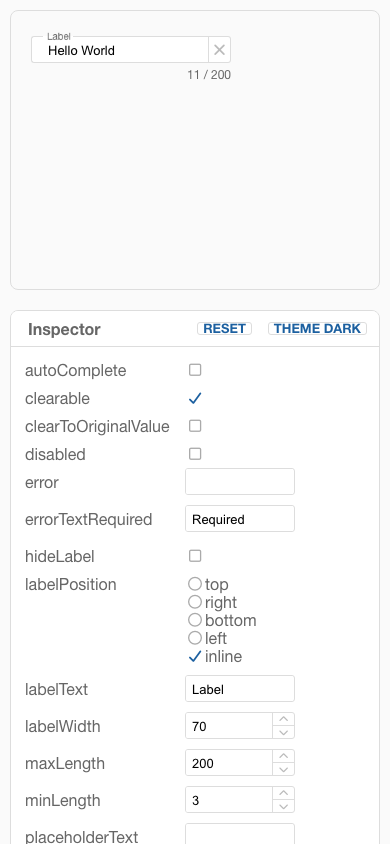 Label
Hello World
11 / 200
Inspector RESET THEME DARK
autoComplete
clearable
clearToOriginalValue
disabled
error
errorTextRequired Required
hideLabel
labelPosition top
right
bottom
left
inline
labelText Label
labelWidth 70
maxLength 200
minLength 3
placeholderText